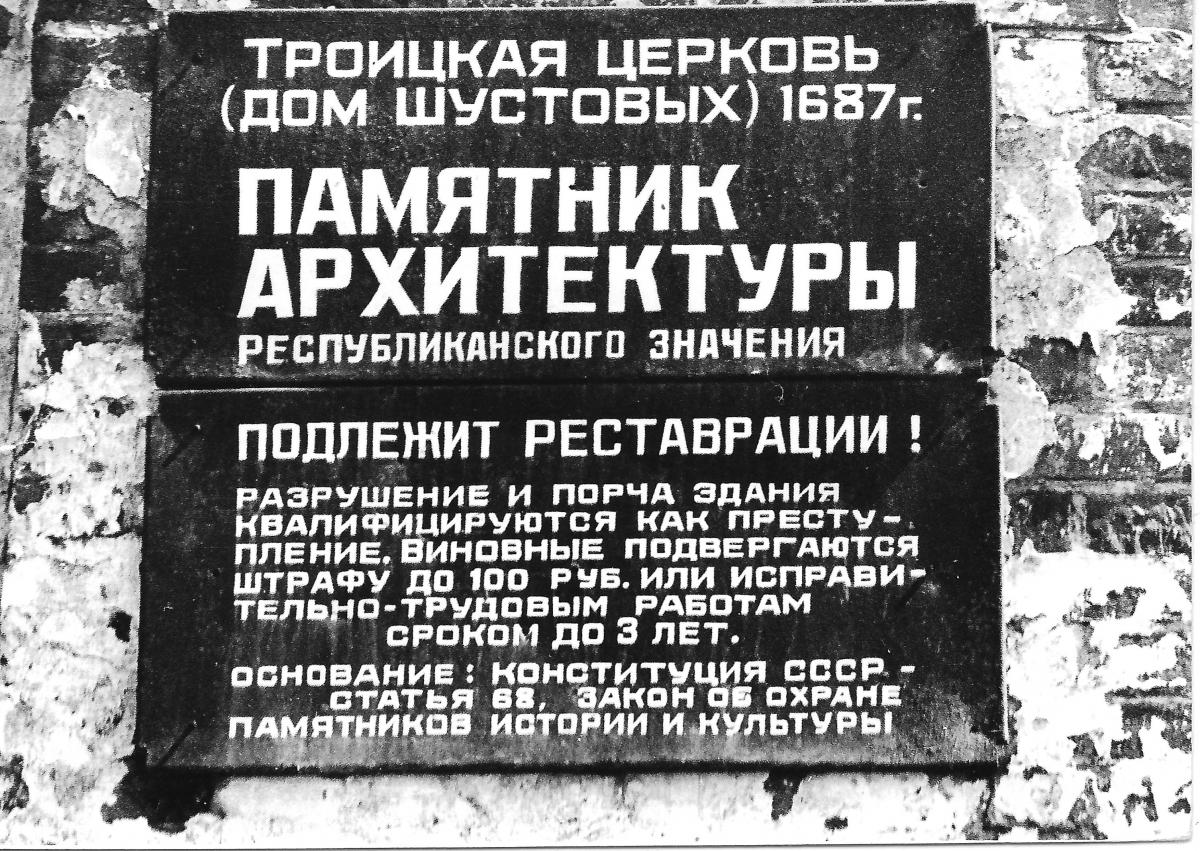 ТРОИЦКАЯ ЦЕРКОВЬ
(ДОМ ШУСТОВЫХ) 1687г.
ПАМЯТНИК
АРХИТЕКТУРЫ
РЕСПУБЛИКАНСКОГО ЗНАЧЕНИЯ
ПОДЛЕЖИТ РЕСТАВРАЦИИ!
РАЗРУШЕНИЕ И ПОРЧА ЗДАНИЯ
КВАЛИФИЦИРУЮТСЯ КАК ПРЕСТУ-
ПЛЕНИЕ. ВИНОВНЫЕ ПОДВЕРГАЮТСЯ
ШТРАФУ ДО 100 РУБ. ИЛИ ИСПРАВИ-
ТЕЛЬНО-ТРУДОВЫМ РАБОТАМ
СРОКОМ ДО 3 ЛЕТ.
ОСНОВАНИЕ: КОНСТИТУЦИЯ СССР-
СТАТЬЯ 68, ЗАКОН ОБ ОХРАНЕ
ПАМЯТНИКОВ ИСТОРИИ И КУЛЬТУРЫ